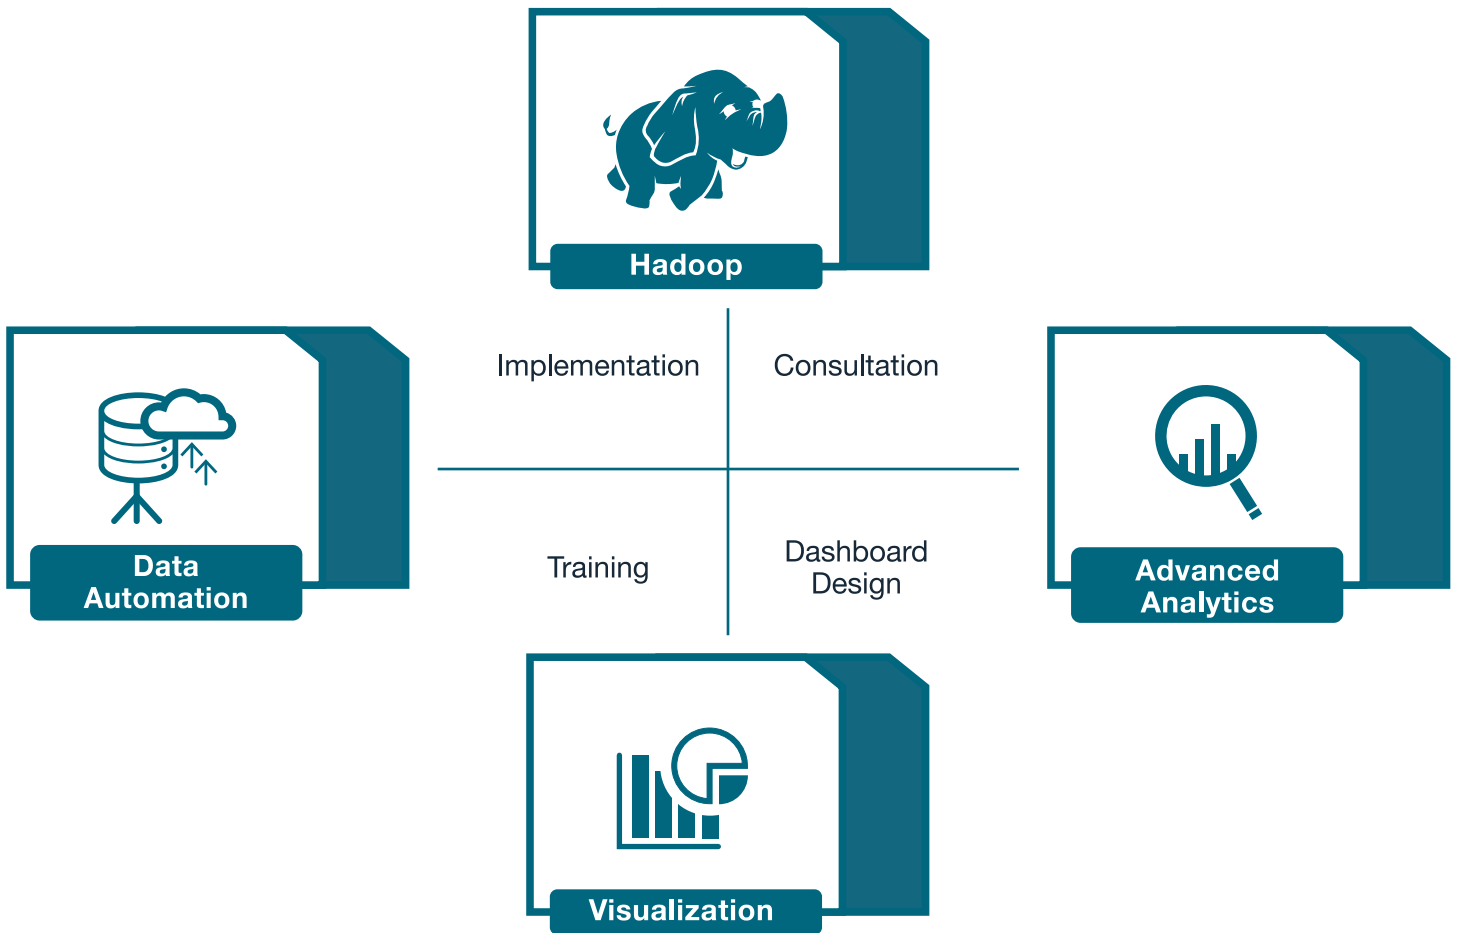 Hadoop
Implementation
Consultation
Data
Automation
Training
Dashboard
Design
Advanced
Analytics
Visualization